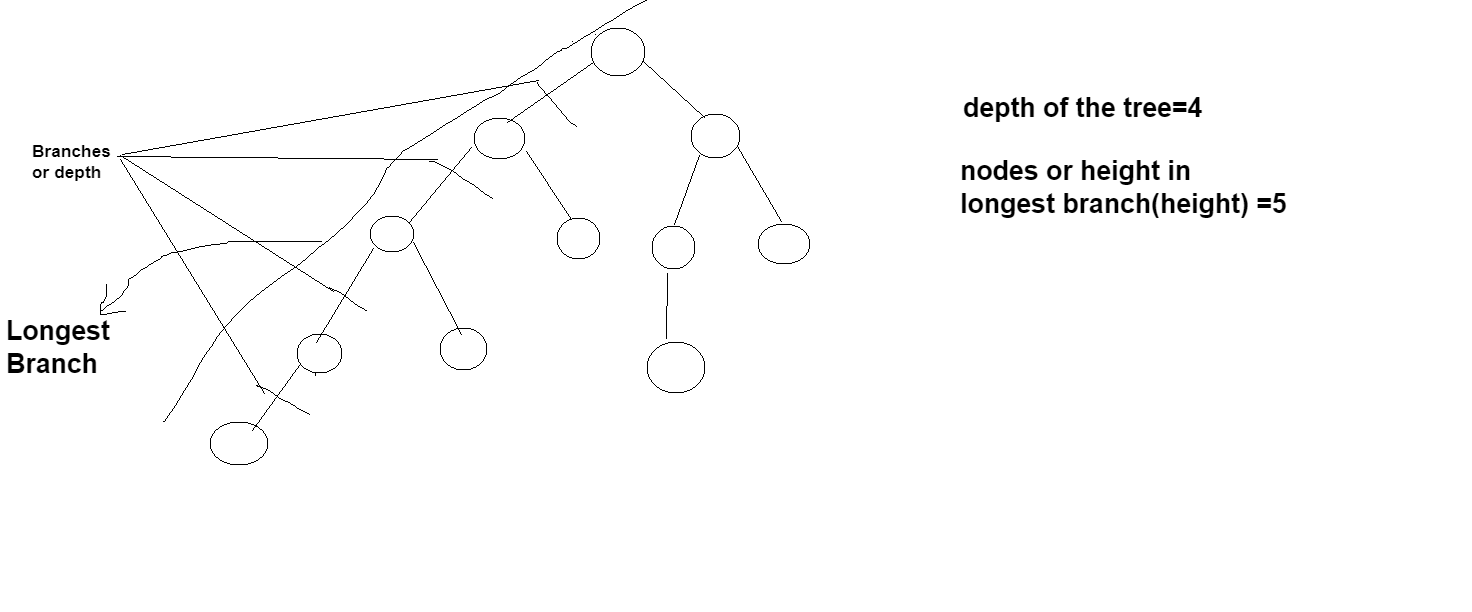 depth of the tree=4
Branches
or depth
nodes or height in
longest branch(height) =5
Longest
Branch